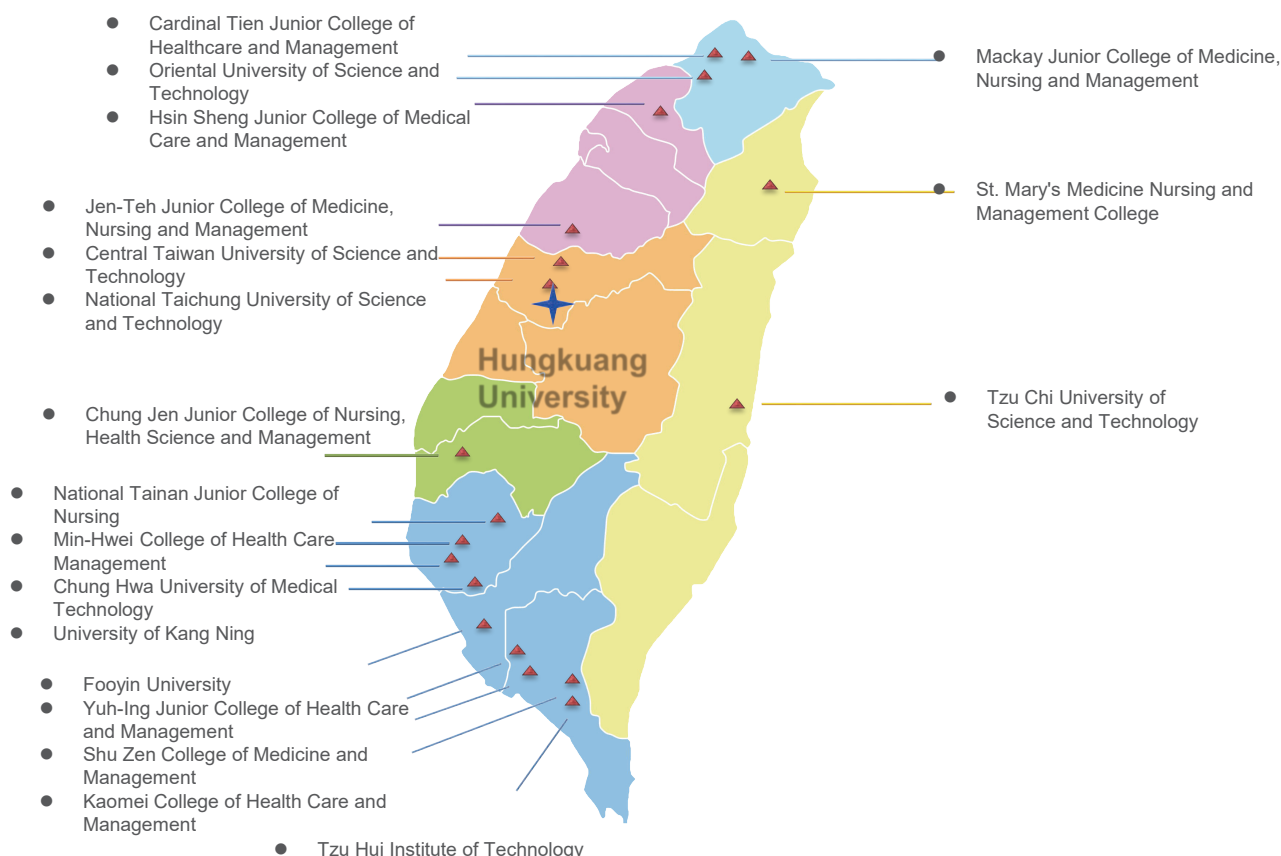 Cardinal Tien Junior College of
Healthcare and Management
Oriental University of Science and
Technology
Hsin Sheng Junior College of Medical
Care and Management
Mackay Junior College of Medicine,
Nursing and Management
St. Mary's Medicine Nursing and
Management College
Jen-Teh Junior College of Medicine,
Nursing and Management
Central Taiwan University of Science and
Technology
National Taichung University of Science
and Technology
Hungkuang
University
Tzu Chi University of
Science and Technology
Chung Jen Junior College of Nursing,
Health Science and Management
National Tainan Junior College of
Nursing
Min-Hwei College of Health Care
Management
Chung Hwa University of Medical
Technology
University of Kang Ning
Fooyin University
Yuh-Ing Junior College of Health Care
and Management
Shu Zen College of Medicine and
Management
Kaomei College of Health Care and
Management
Tzu Hui Institute of Technology